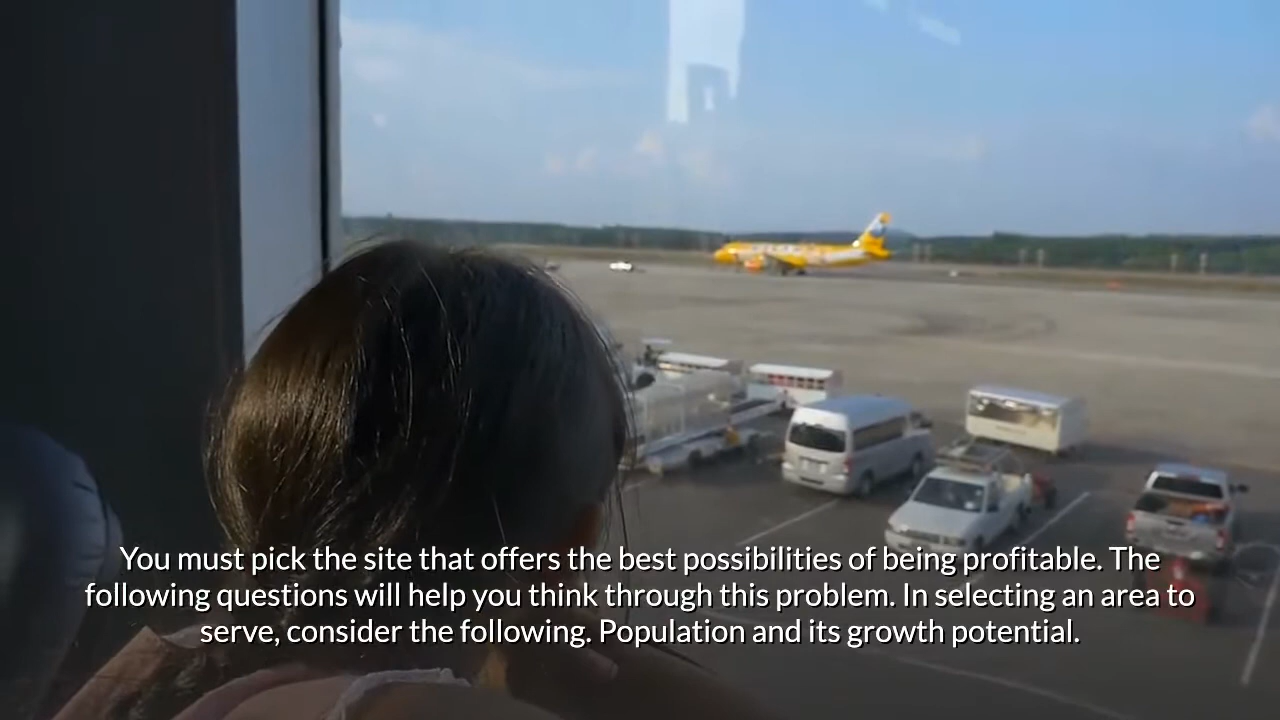 You must pick the site that offers the best possibilities of being profitable. The
following questions will help you think through this problem. In selecting an area to
serve, consider the following. Population and its growth potential.